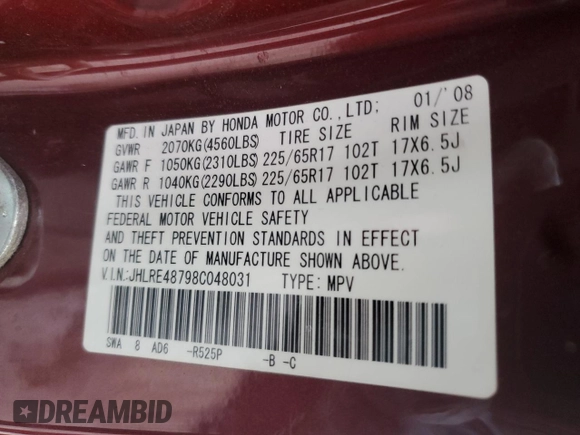 MFD. IN JAPAN BY HONDA MOTOR CO., LTD: 01/'08
GVWR 2070KG(4560LBS) TIRE SIZE RIM SIZE
GAWR F 1050KG(2310LBS) 225/65R17 102T 17X6.5J
GAWR R 1040KG(2290LBS) 225/65R17 102T 17X6.5J
THIS VEHICLE CONFORMS TO ALL APPLICABLE
FEDERAL MOTOR VEHICLE SAFETY
AND THEFT PREVENTION STANDARDS IN EFFECT
ON THE DATE OF MANUFACTURE SHOWN ABOVE.
V.I.N.:JHLRE48798C048031 TYPE: MPV
SWA 8 AD6 -R525P -B -C
DREAMBID